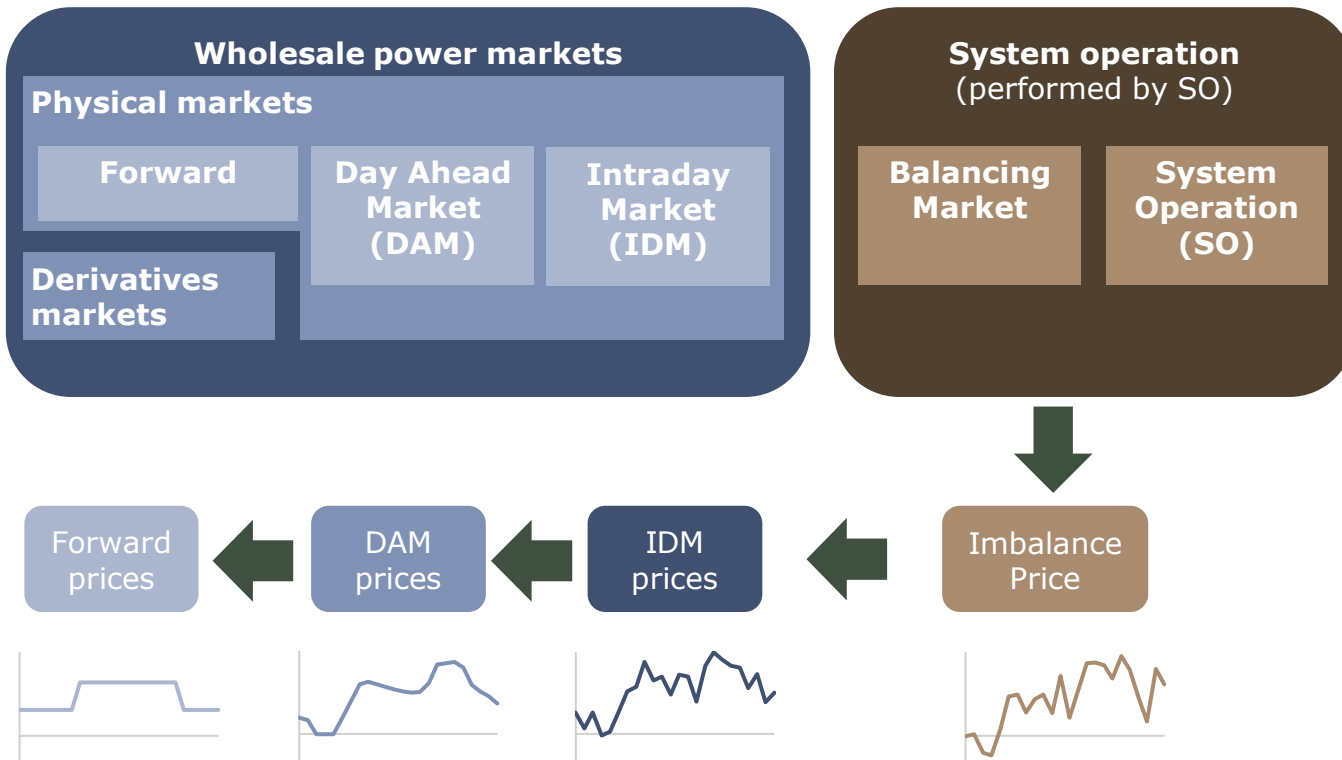 Wholesale power markets
Physical markets
Forward
Day Ahead
Market
(DAM)
Intraday
Market
(IDM)
Derivatives
markets
System operation
(performed by SO)
Balancing
Market
System
Operation
(SO)
Forward
prices
DAM
prices
IDM
prices
Imbalance
Price